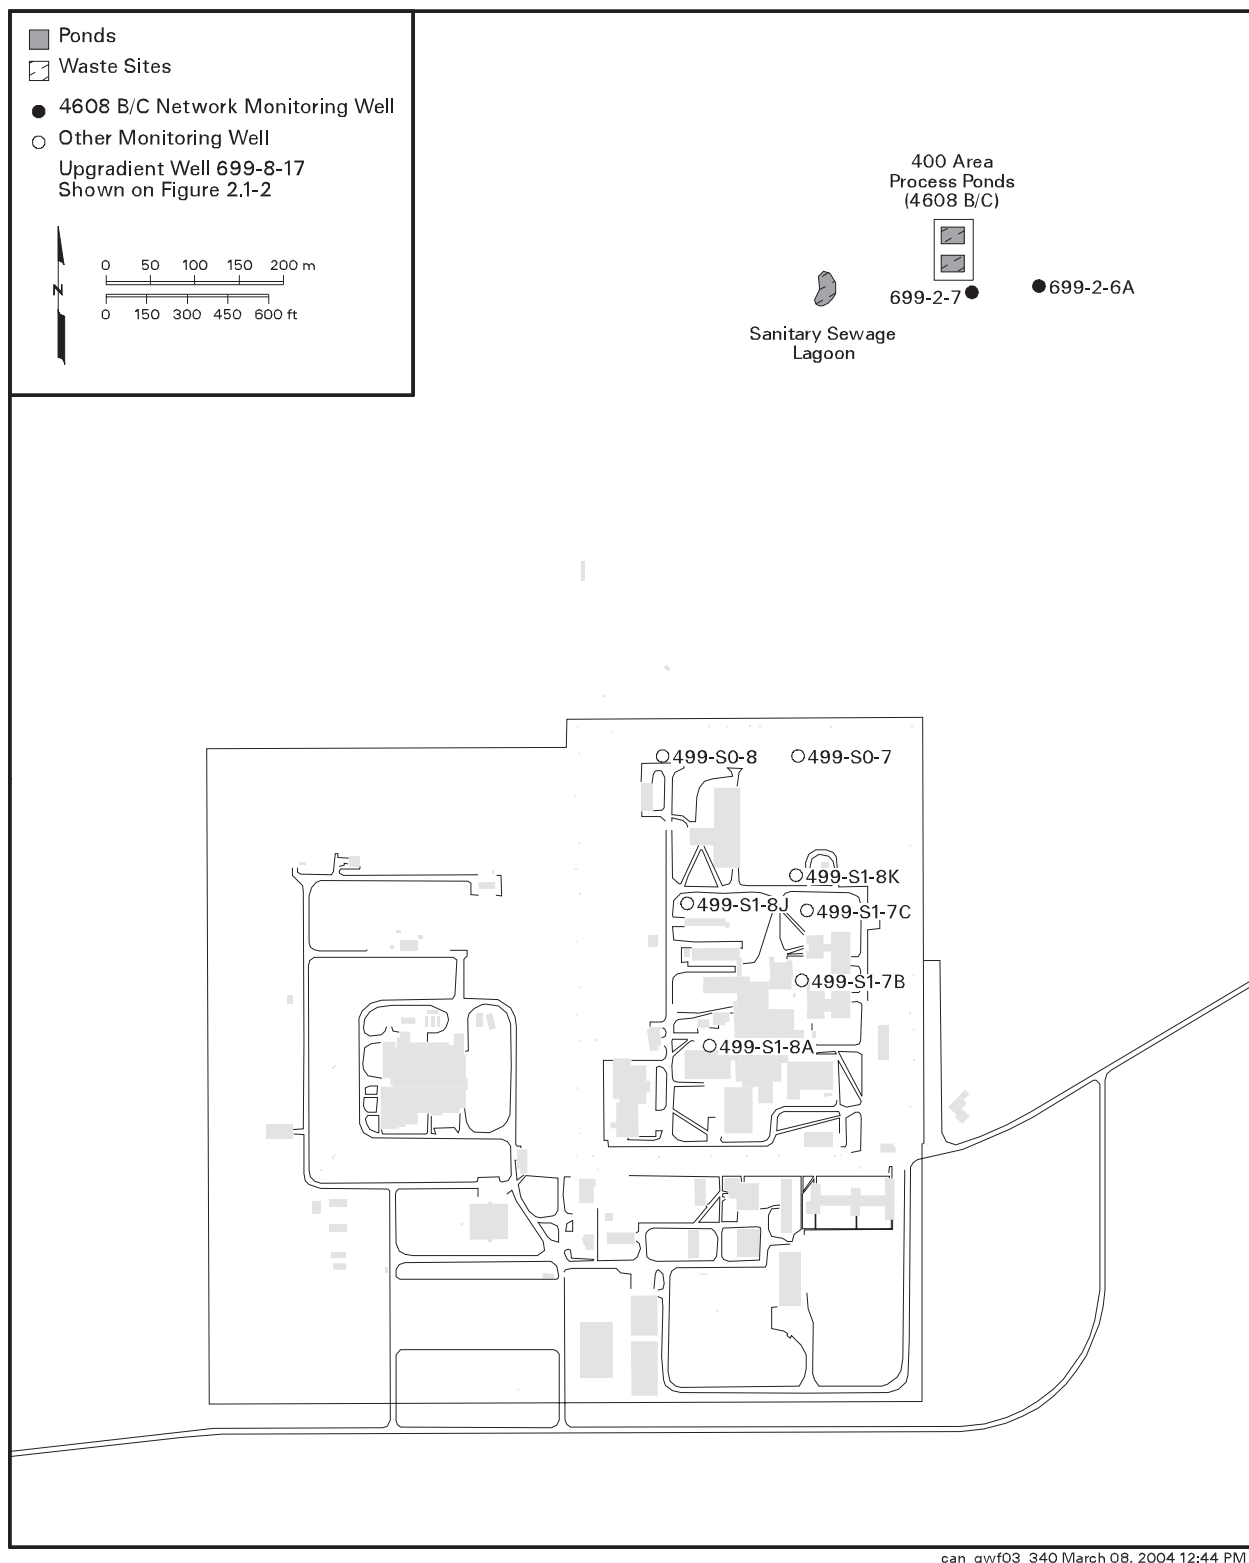 Ponds
Waste Sites
4608 B/C Network Monitoring Well
Other Monitoring Well
Upgradient Well 699-8-17
Shown on Figure 2.1-2
N
0 50 100 150 200 m
0 150 300 450 600 ft
400 Area
Process Ponds
(4608 B/C)
699-2-7
699-2-6A
Sanitary Sewage
Lagoon
499-S0-8
499-S0-7
499-S1-8K
499-S1-8J
499-S1-7C
499-S1-7B
499-S1-8A
can_gwf03_340 March 08, 2004 12:44 PM